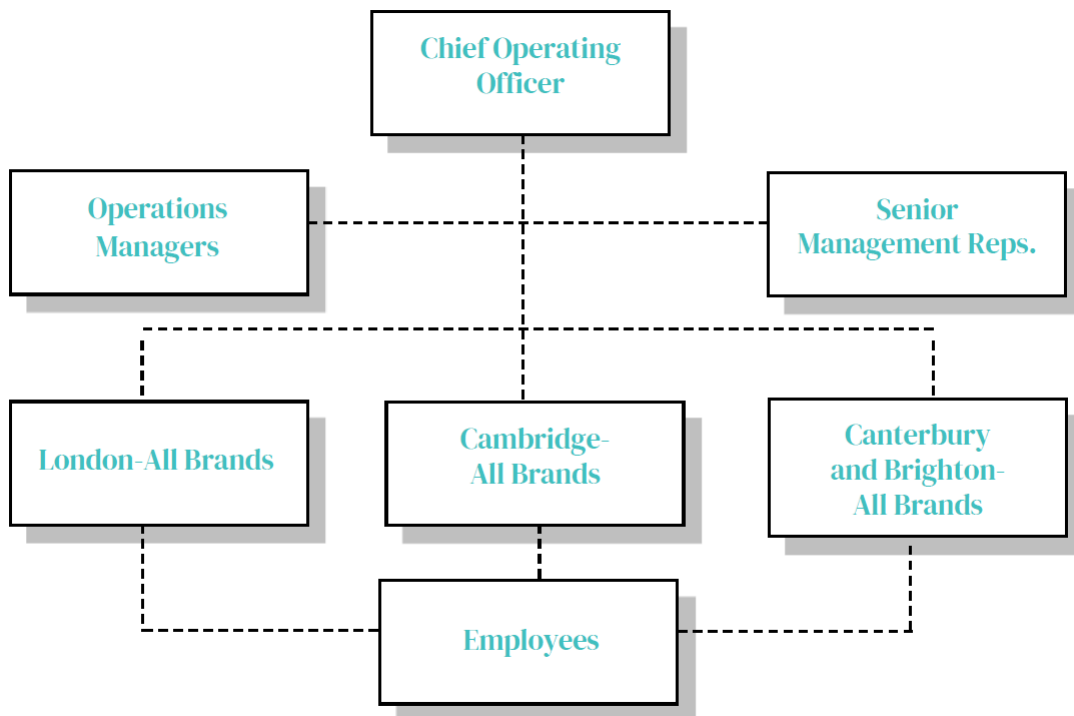 Chief Operating
Officer
Operations
Managers
Senior
Management Reps.
London-All Brands
Cambridge-
All Brands
Canterbury
and Brighton-
All Brands
Employees